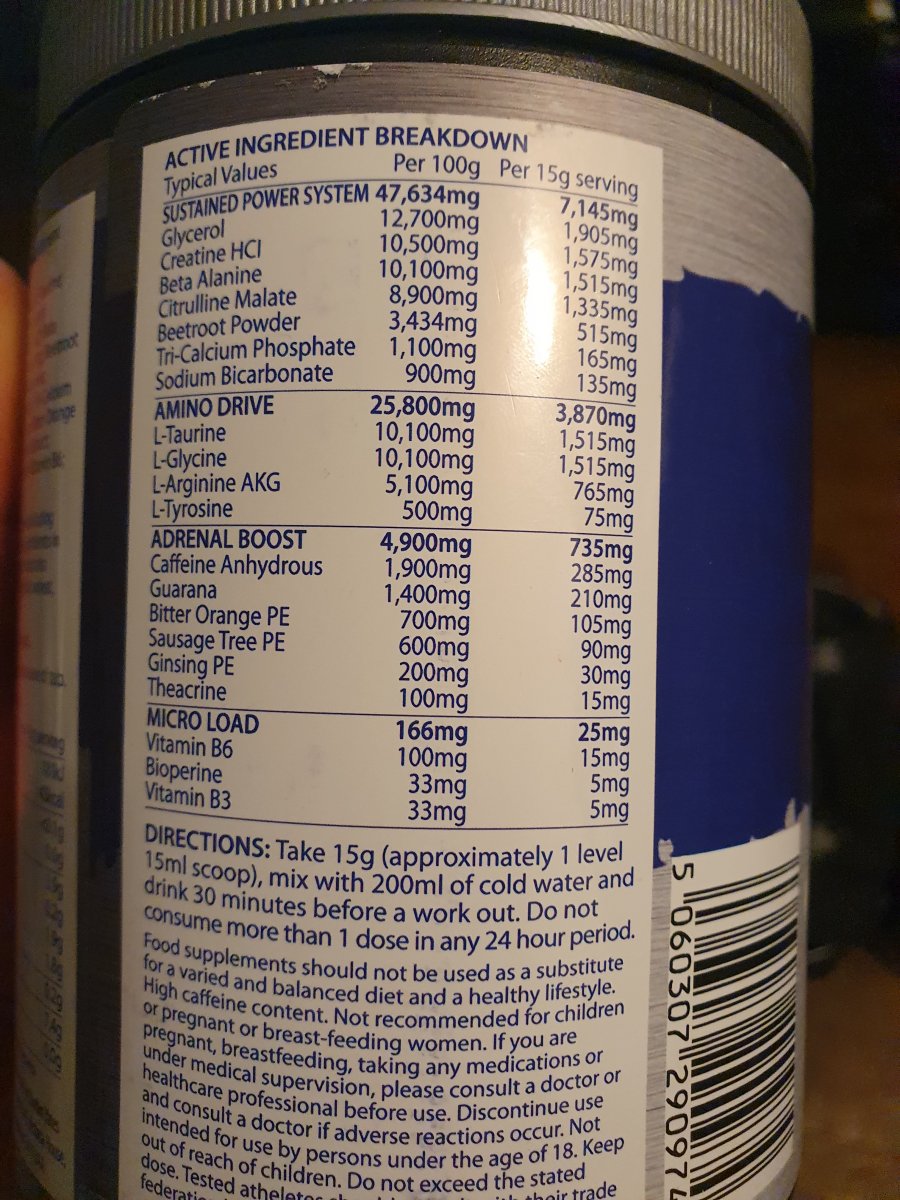 ACTIVE INGREDIENT BREAKDOWN
Typical Values Per 100g Per 15g serving
SUSTAINED POWER SYSTEM 47,634mg 7,145mg
Glycerol 12,700mg 1,905mg
Creatine HCI 10,500mg 1,575mg
Beta Alanine 10,100mg 1,515mg
Citrulline Malate 8,900mg 1,335mg
Beetroot Powder 3,434mg 515mg
Tri-Calcium Phosphate 1,100mg 165mg
Sodium Bicarbonate 900mg 135mg
AMINO DRIVE 25,800mg 3,870mg
L-Taurine 10,100mg 1,515mg
L-Glycine 10,100mg 1,515mg
L-Arginine AKG 5,100mg 765mg
L-Tyrosine 500mg 75mg
ADRENAL BOOST 4,900mg 735mg
Caffeine Anhydrous 1,900mg 285mg
Guarana 1,400mg 210mg
Bitter Orange PE 700mg 105mg
Sausage Tree PE 600mg 90mg
Ginsing PE 200mg 30mg
Theacrine 100mg 15mg
MICRO LOAD 166mg 25mg
Vitamin B6 100mg 15mg
Bioperine 33mg 5mg
Vitamin B3 33mg 5mg
DIRECTIONS: Take 15g (approximately 1 level
15ml scoop), mix with 200ml of cold water and
drink 30 minutes before a work out. Do not
consume more than 1 dose in any 24 hour period.
Food supplements should not be used as a substitute
for a varied and balanced diet and a healthy lifestyle.
High caffeine content. Not recommended for children
or pregnant or breast-feeding women. If you are
pregnant, breastfeeding, taking any medications or
under medical supervision, please consult a doctor or
healthcare professional before use. Discontinue use
and consult a doctor if adverse reactions occur. Not
intended for use by persons under the age of 18. Keep
out of reach of children. Do not exceed the stated
dose. Tested atheletes their trade
5 060307 290974